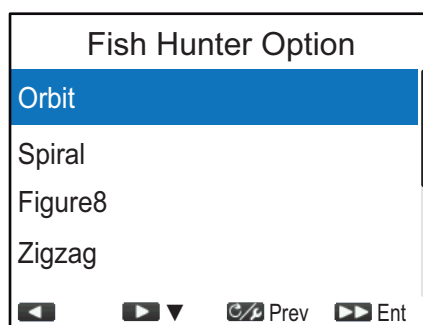 Fish Hunter Option
Orbit
Spiral
Figure8
Zigzag
Prev Ent